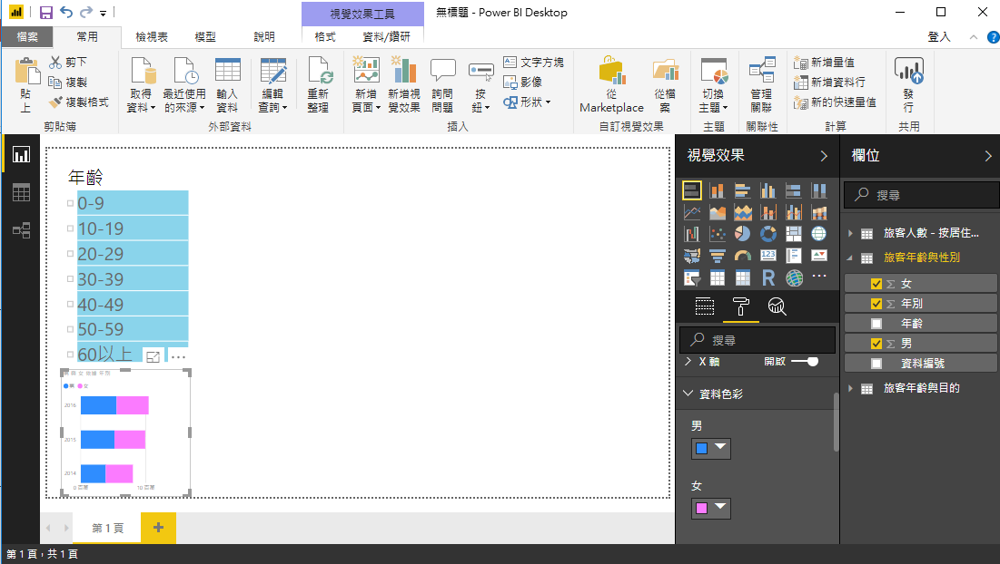 視覺效果工具
無標題 - Power BI Desktop
檔案 常用 檢視表 模型 說明 格式 資料/鑽研 登入
貼上
剪下
複製
複製格式
剪貼簿
取得資料
最近使用的來源
輸入資料
編輯查詢
重新整理
外部資料
新增頁面
新增視覺效果
詢問問題
按鈕
文字方塊
影像
形狀
插入
從 Marketplace
從檔案
自訂視覺效果
切換主題
主題
管理關聯
關聯性
新增量值
新增資料行
新的快速量值
計算
發行
共用
年齡
0-9
10-19
20-29
30-39
40-49
50-59
60以上
男 與 女 依據 年別
男 女
2016
2015
2014
0 百萬 10 百萬
視覺效果
123
R
搜尋
X 軸 開啟
資料色彩
男
女
欄位
搜尋
旅客人數 - 按居住...
旅客年齡與性別
Σ 女
Σ 年別
年齡
Σ 男
資料編號
旅客年齡與目的
第 1 頁
第 1 頁，共 1 頁